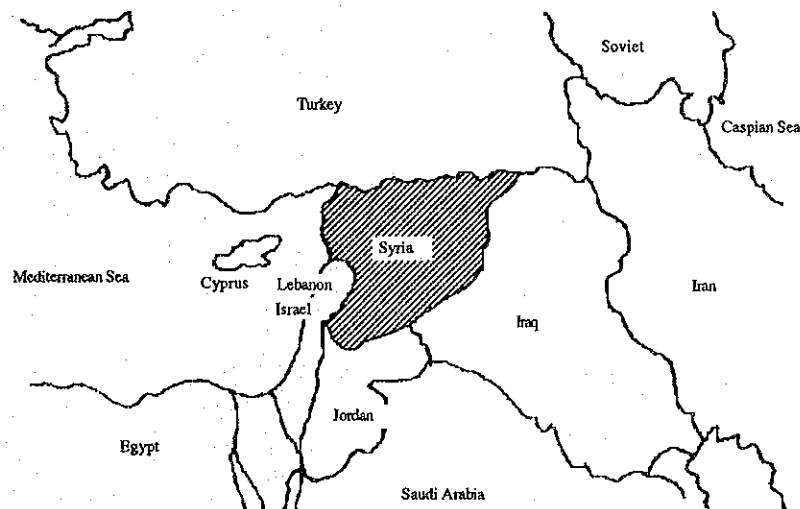 Soviet
Turkey
Caspian Sea
Syria
Mediterranean Sea
Cyprus
Lebanon
Iran
Israel
Iraq
Jordan
Egypt
Saudi Arabia